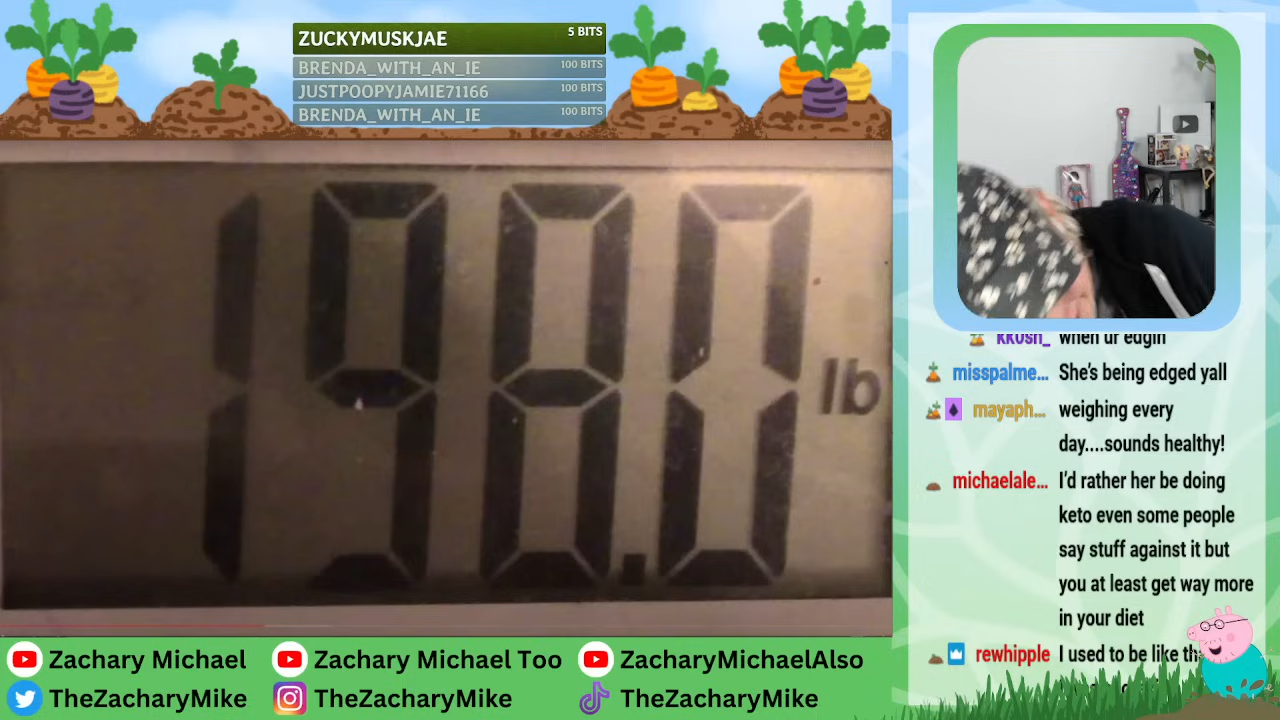 ZUCKYMUSKJAE 5 BITS
BRENDA_WITH_AN_IE 100 BITS
JUSTPOOPYJAMIE71166 100 BITS
BRENDA_WITH_AN_IE 100 BITS
198.0 lb
kkush_ when ur edgin
misspalme... She's being edged yall
mayaph... weighing every
day....sounds healthy!
michaelale... I'd rather her be doing
keto even some people
say stuff against it but
you at least get way more
in your diet
rewhipple I used to be like
Zachary Michael
Zachary Michael Too
ZacharyMichaelAlso
TheZacharyMike
TheZacharyMike
TheZacharyMike